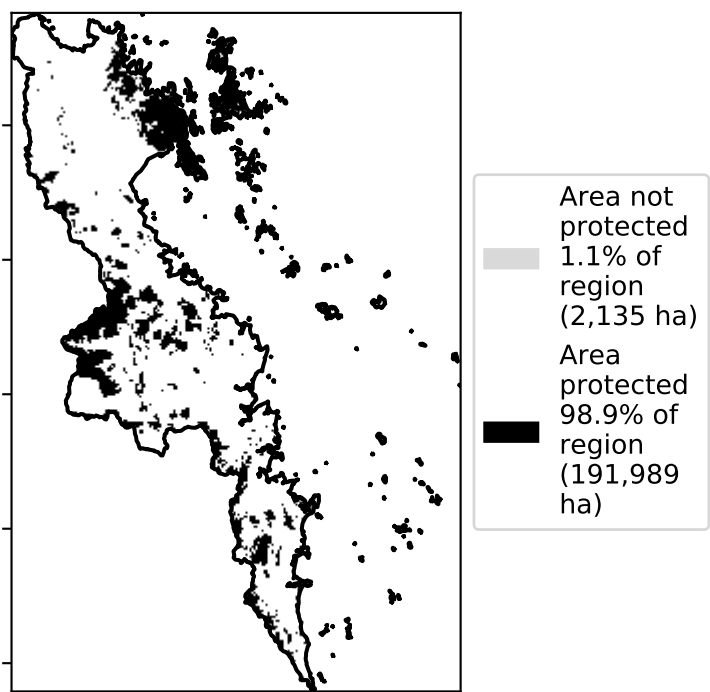 Area not
protected
1.1% of
region
(2,135 ha)
Area
protected
98.9% of
region
(191,989
ha)